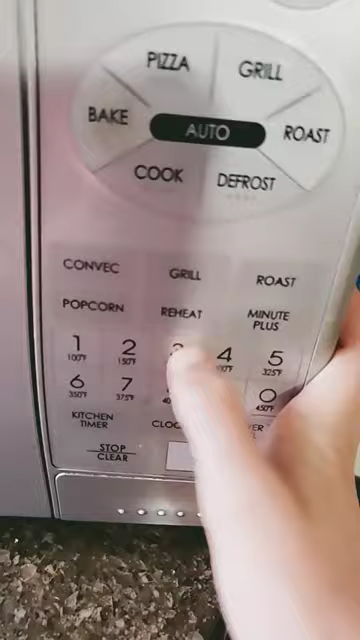 PIZZA GRILL
BAKE AUTO ROAST
COOK DEFROST
CONVEC GRILL ROAST
POPCORN REHEAT MINUTE PLUS
1 2 3 4 5
100°F 150°F 325°F
6 7 0
350°F 375°F 450°F
KITCHEN TIMER
STOP
CLEAR